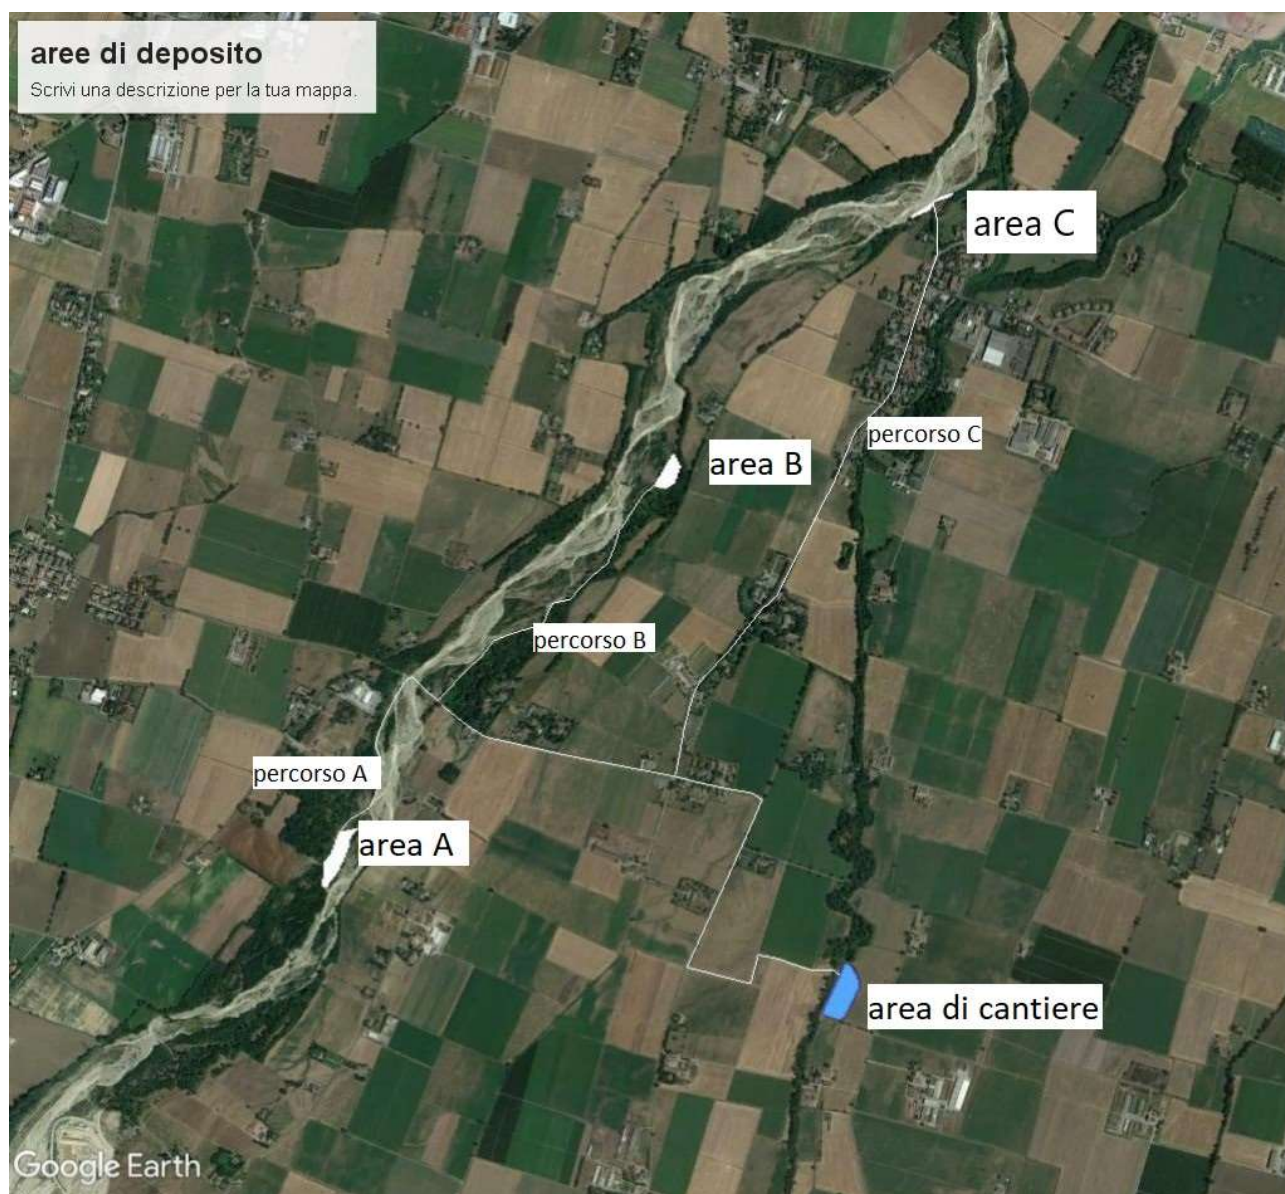 aree di deposito
Scrivi una descrizione per la tua mappa.
area C
percorso C
area B
percorso B
percorso A
area A
area di cantiere
Google Earth